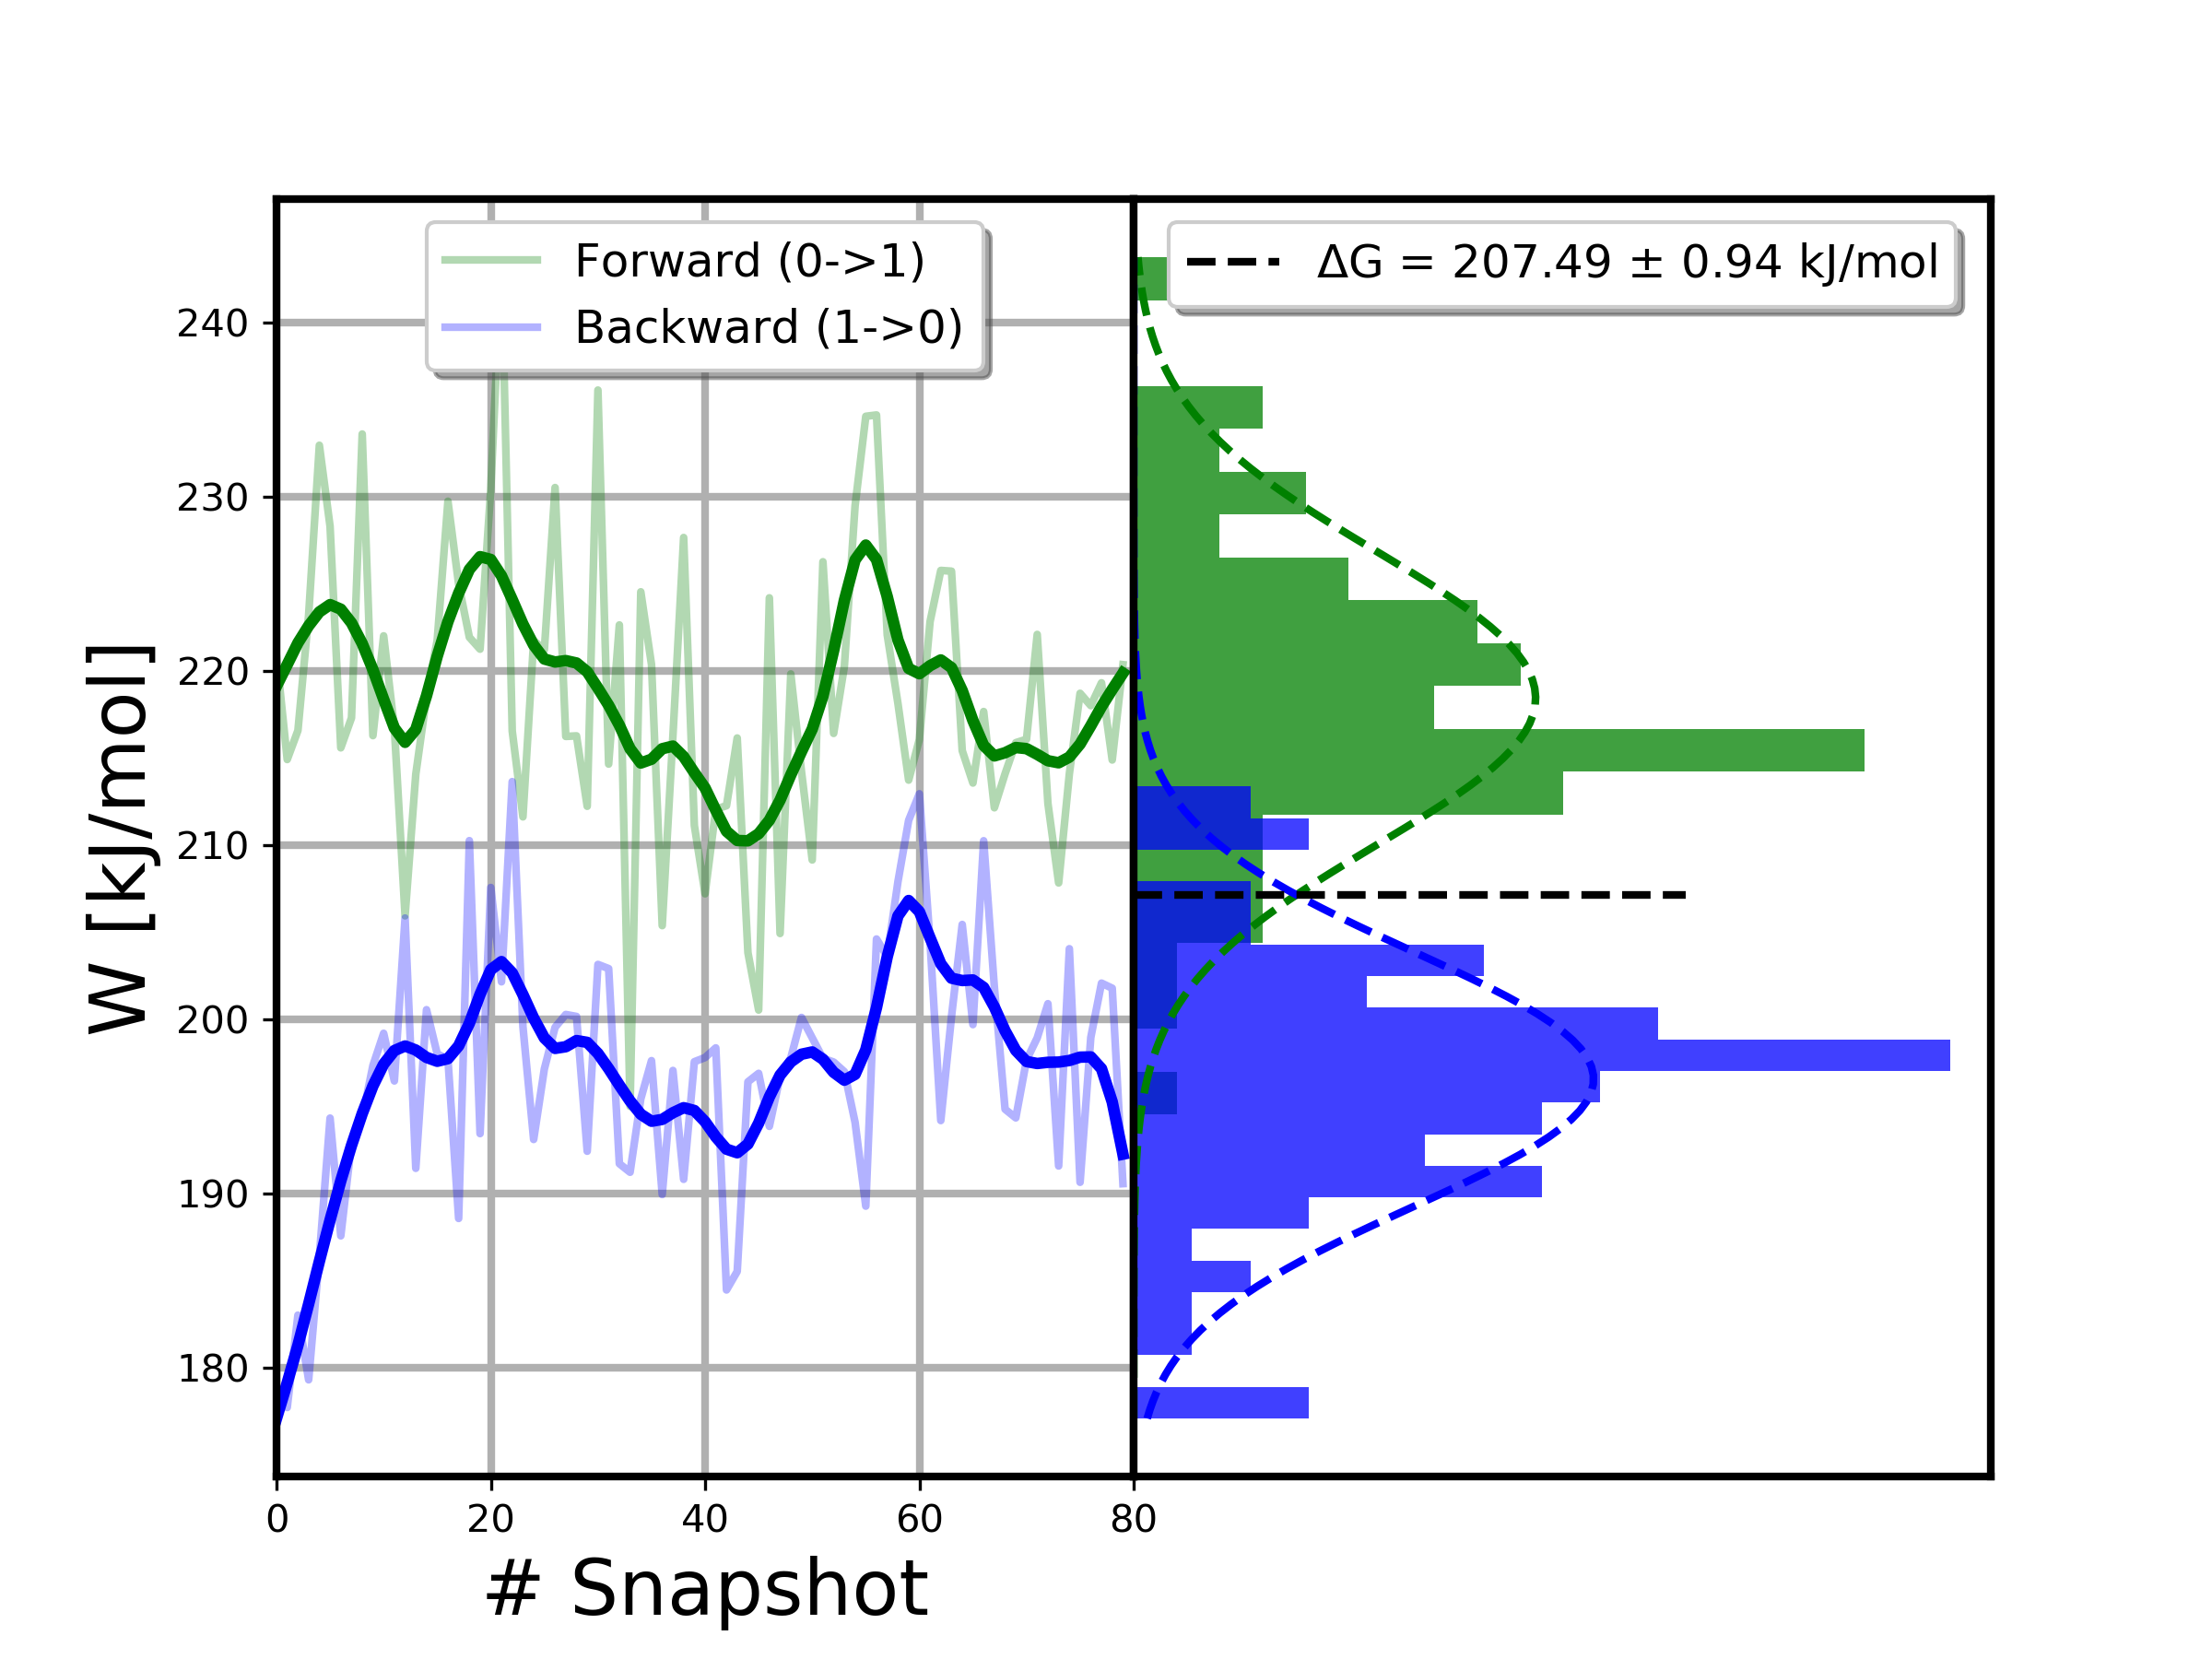 Forward (0->1)
Backward (1->0)
ΔG = 207.49 ± 0.94 kJ/mol
W [kJ/mol]
240
230
220
210
200
190
180
0 20 40 60 80
# Snapshot